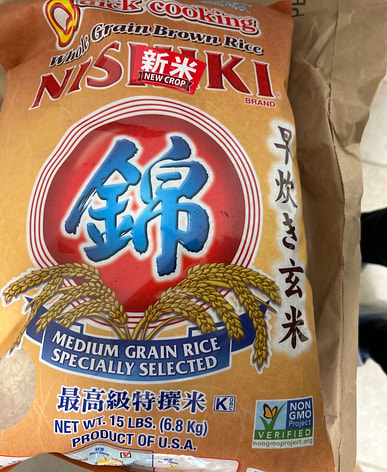 Quick cooking
Whole Grain Brown Rice
NISHIKI
新米
NEW CROP
BRAND
錦
早炊き玄米
MEDIUM GRAIN RICE
SPECIALLY SELECTED
最高級特撰米 K
NET WT. 15 LBS. (6.8 Kg)
PRODUCT OF U.S.A.
NON
GMO
Project
VERIFIED
nongmoproject.org